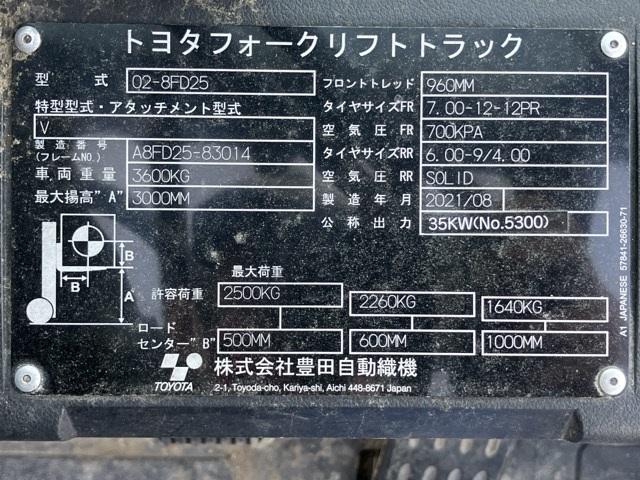 トヨタフォークリフトトラック
型 式 02-8FD25 フロントトレッド 960MM
特型型式・アタッチメント型式 タイヤサイズFR 7.00-12-12PR
V 空気圧 FR 700KPA
製造番号 (フレームNO.) A8FD25-83014 タイヤサイズRR 6.00-9/4.00
車両重量 3600KG 空気圧 RR SOLID
最大揚高"A" 3000MM 製造年月 2021/08
公称出力 35KW(No.5300)
B
B
A
最大荷重
許容荷重 2500KG 2260KG 1640KG
ロード
センター"B" 500MM 600MM 1000MM
TOYOTA 株式会社豊田自動織機
2-1, Toyoda-cho, Kariya-shi, Aichi 448-8671 Japan
A1 JAPANESE 57841-26630-71